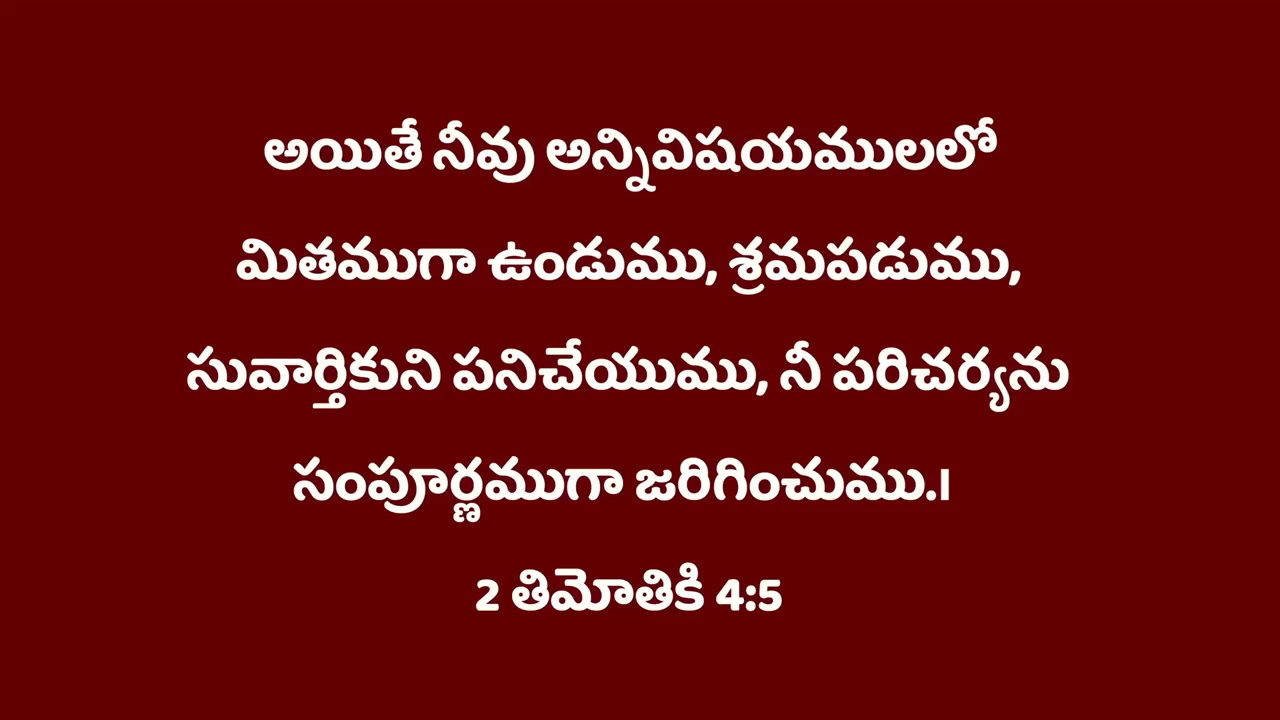 అయితే నీవు అన్నివిషయములలో
మితముగా ఉండుము, శ్రమపడుము,
సువార్తికుని పనిచేయుము, నీ పరిచర్యను
సంపూర్ణముగా జరిగించుము.।
2 తిమోతికి 4:5